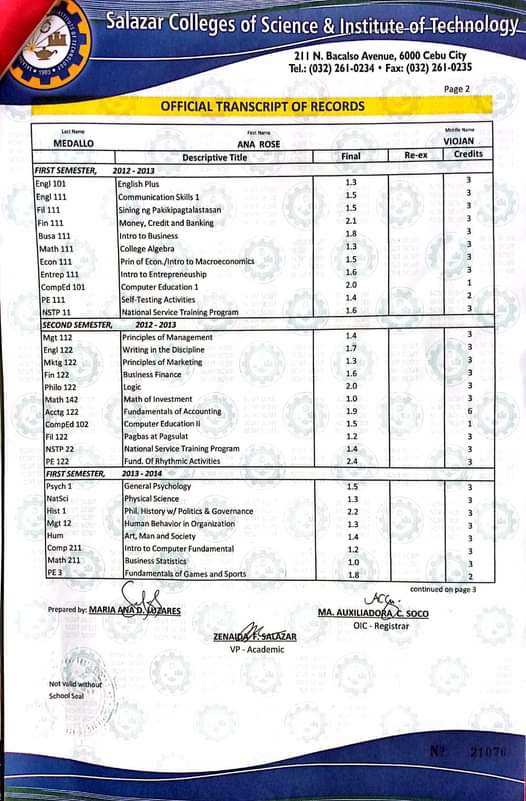 Salazar Colleges of Science & Institute of Technology
211 N. Bacalso Avenue, 6000 Cebu City
Tel.: (032) 261-0234 • Fax: (032) 261-0235
Page 2
OFFICIAL TRANSCRIPT OF RECORDS
Last Name First Name Middle Name
MEDALLO ANA ROSE VIOJAN
Descriptive Title Final Re-ex Credits
FIRST SEMESTER, 2012 - 2013
Engl 101 English Plus 1.3 3
Engl 111 Communication Skills 1 1.5 3
Fil 111 Sining ng Pakikipagtalastasan 1.5 3
Fin 111 Money, Credit and Banking 2.1 3
Busa 111 Intro to Business 1.8 3
Math 111 College Algebra 1.3 3
Econ 111 Prin of Econ./Intro to Macroeconomics 1.5 3
Entrep 111 Intro to Entrepreneurship 1.6 3
CompEd 101 Computer Education 1 2.0 1
PE 111 Self-Testing Activities 1.4 2
NSTP 11 National Service Training Program 1.6 3
SECOND SEMESTER, 2012 - 2013
Mgt 112 Principles of Management 1.4 3
Engl 122 Writing in the Discipline 1.7 3
Mktg 122 Principles of Marketing 1.3 3
Fin 122 Business Finance 1.6 3
Philo 122 Logic 2.0 3
Math 142 Math of Investment 1.0 3
Acctg 122 Fundamentals of Accounting 1.9 6
CompEd 102 Computer Education II 1.5 1
Fil 122 Pagbas at Pagsulat 1.2 3
NSTP 22 National Service Training Program 1.4 3
PE 122 Fund. Of Rhythmic Activities 2.4 3
FIRST SEMESTER, 2013 - 2014
Psych 1 General Psychology 1.5 3
NatSci Physical Science 1.3 3
Hist 1 Phil. History w/ Politics & Governance 2.2 3
Mgt 12 Human Behavior in Organization 1.3 3
Hum Art, Man and Society 1.4 3
Comp 211 Intro to Computer Fundamental 1.2 3
Math 211 Business Statistics 1.0 3
PE 3 Fundamentals of Games and Sports 1.8 2
continued on page 3
Prepared by: MARIA ANA D. LUZARES
MA. AUXILIADORA C. SOCO
OIC - Registrar
ZENAIDA F. SALAZAR
VP - Academic
Not valid without
School Seal
Nº 21076